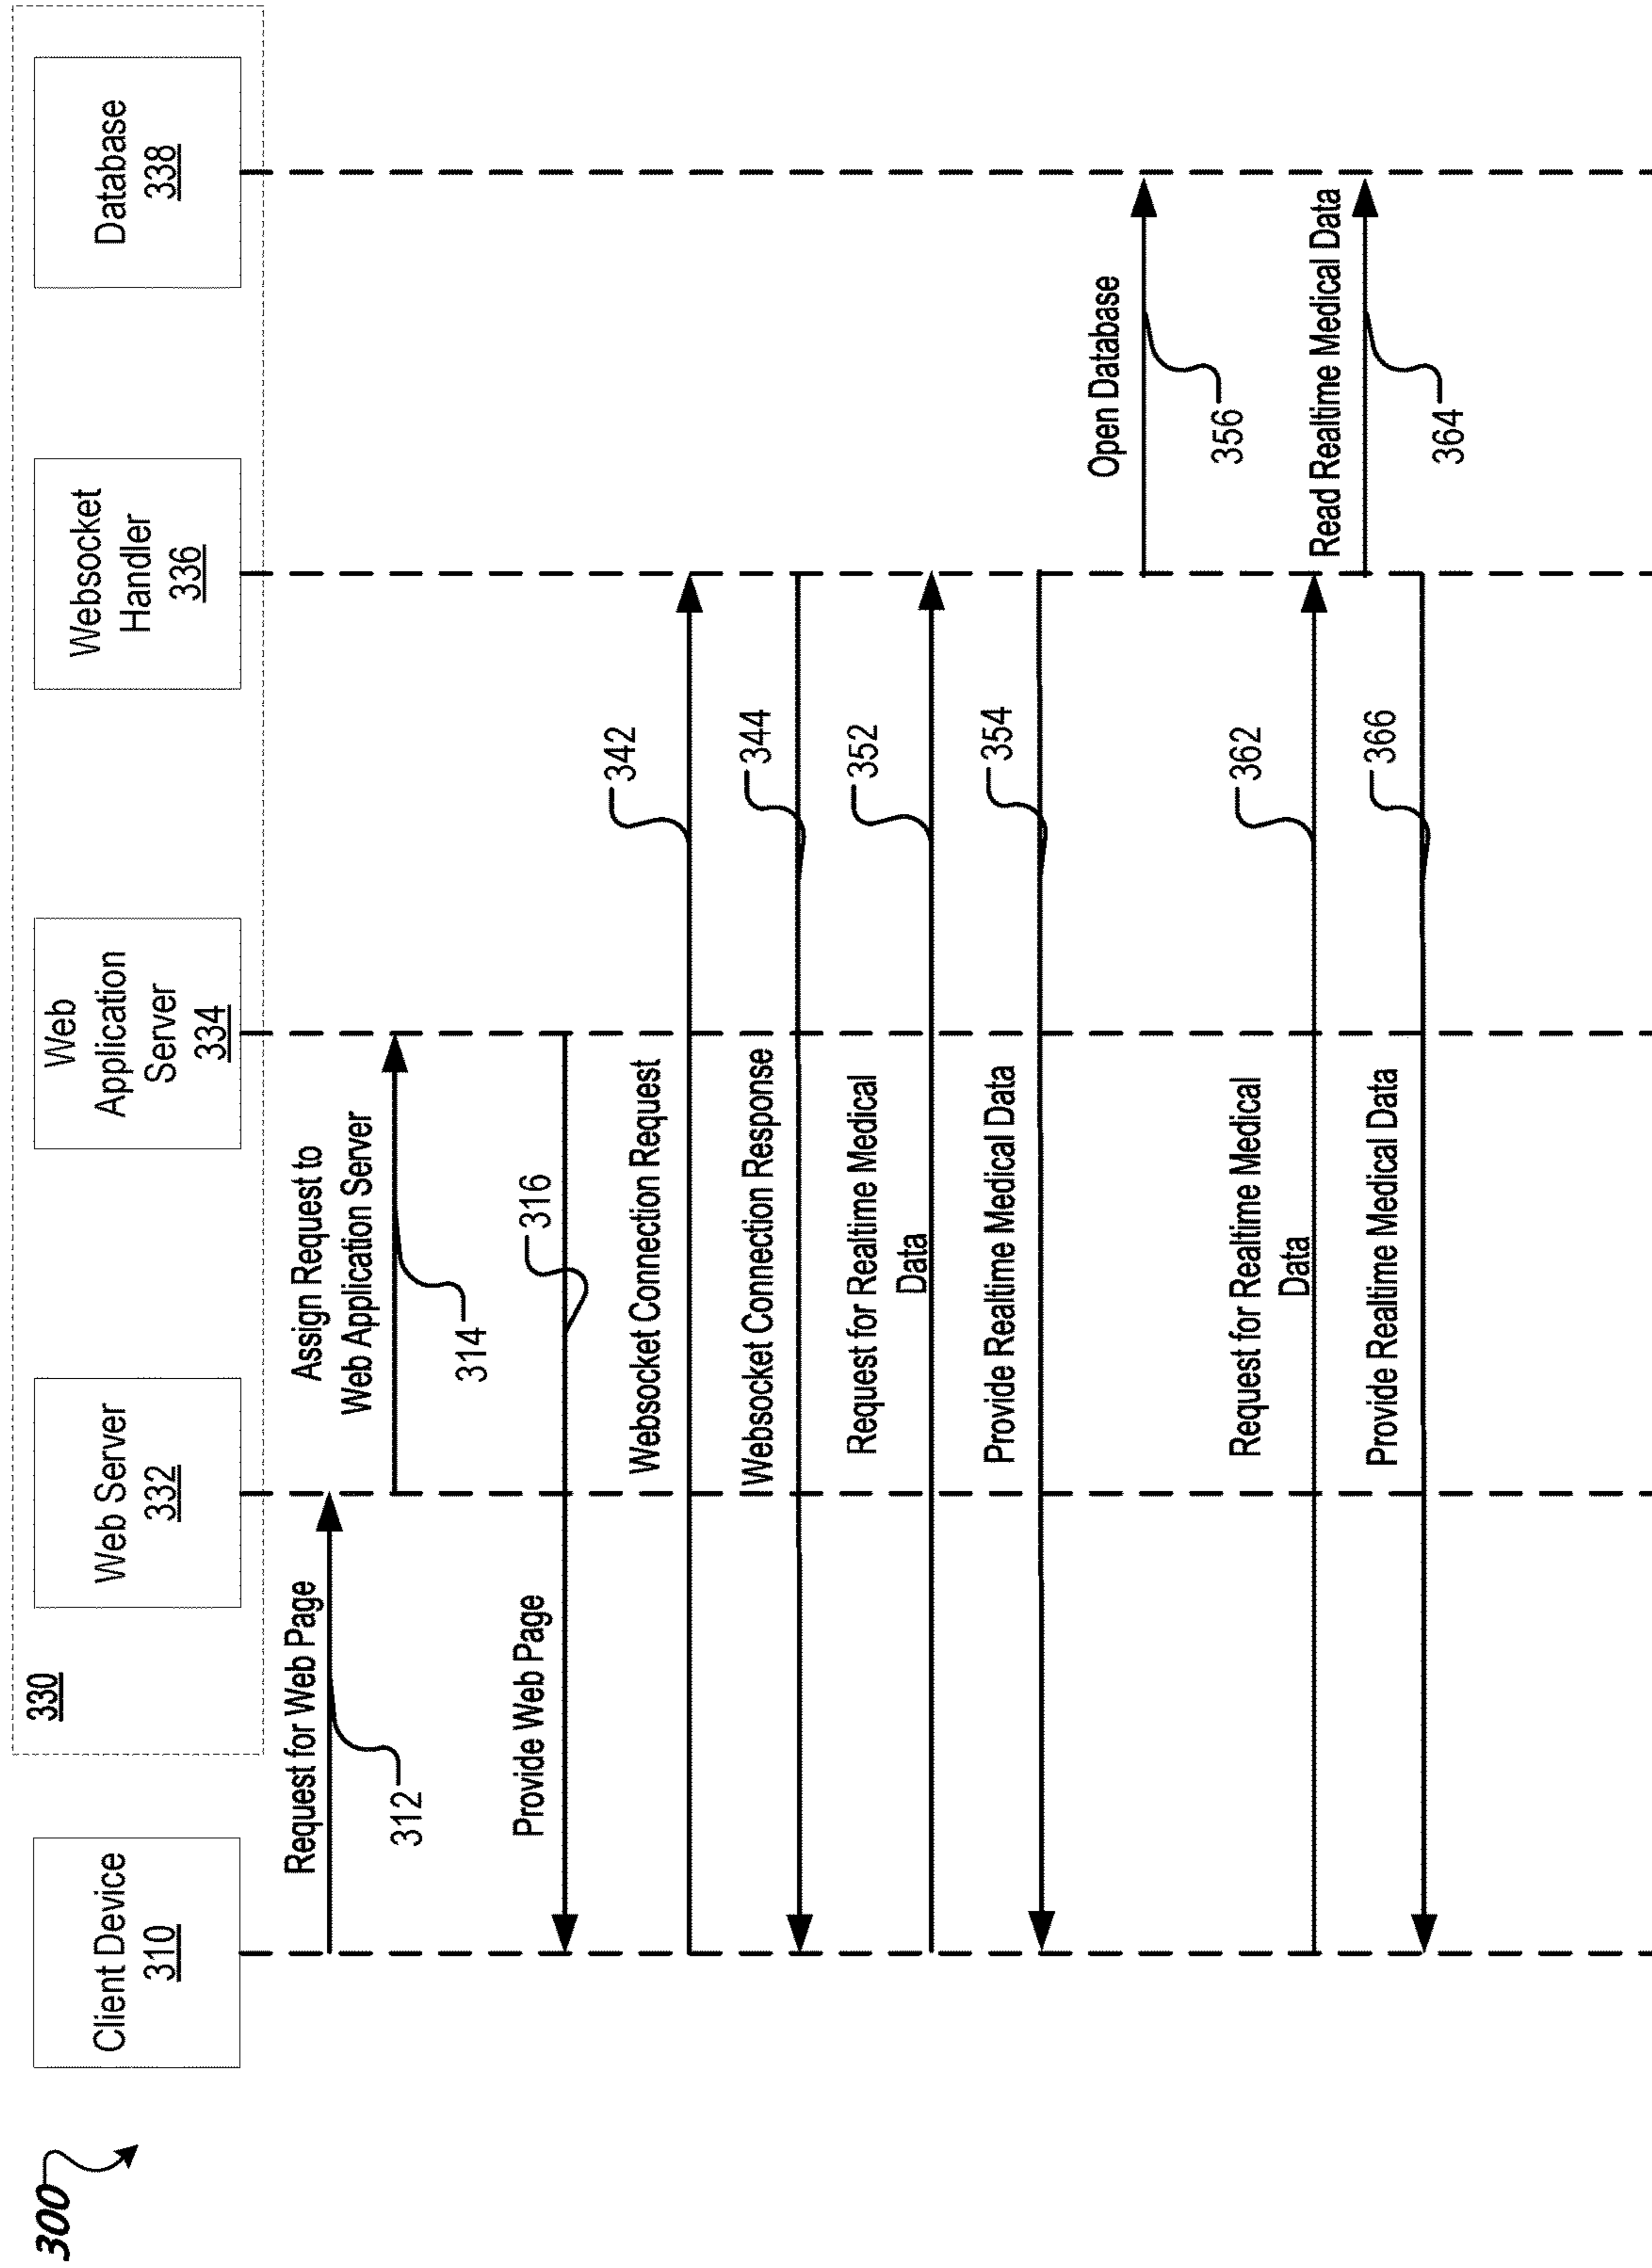 300
330
Client Device
310
Web Server
332
Web
Application
Server
334
Websocket
Handler
336
Database
338
Request for Web Page
312
Assign Request to
Web Application Server
314
Provide Web Page
316
Websocket Connection Request
342
Websocket Connection Response
344
Request for Realtime Medical
Data
352
Provide Realtime Medical Data
354
Open Database
356
Request for Realtime Medical
Data
362
Read Realtime Medical Data
364
Provide Realtime Medical Data
366